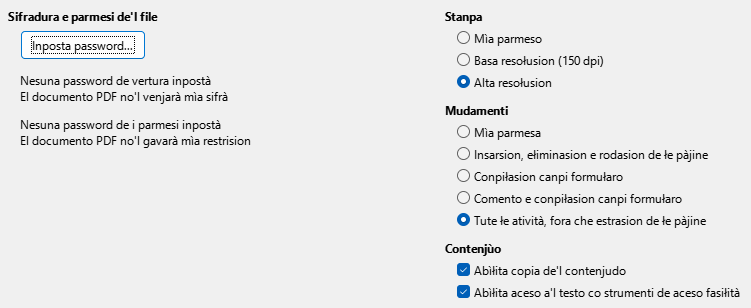 Sifradura e parmesi de'l file
Inposta password...
Nesuna password de vertura inpostà
El documento PDF no'l venjarà mìa sifrà
Nesuna password de i parmesi inpostà
El documento PDF no'l gavarà mìa restrision
Stanpa
Mìa parmeso
Basa resołusion (150 dpi)
Alta resołusion
Mudamenti
Mìa parmesa
Insarsion, ełiminasion e rodasion de łe pàjine
Conpiłasion canpi formułaro
Comento e conpiłasion canpi formułaro
Tute łe atività, fora che estrasion de łe pàjine
Contenjùo
Abìłita copia de'l contenjudo
Abìłita aceso a'l testo co strumenti de aceso fasiłità